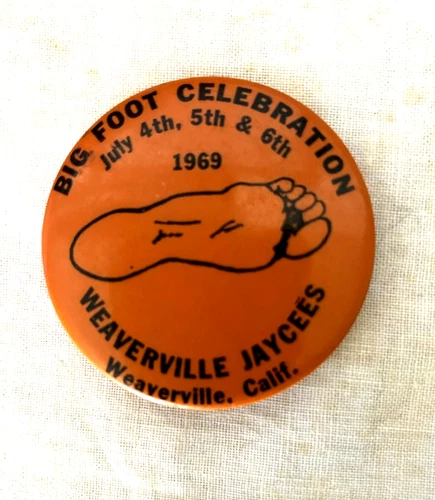 BIG FOOT CELEBRATION
July 4th, 5th & 6th
1969
WEAVERVILLE JAYCEES
Weaverville, Calif.